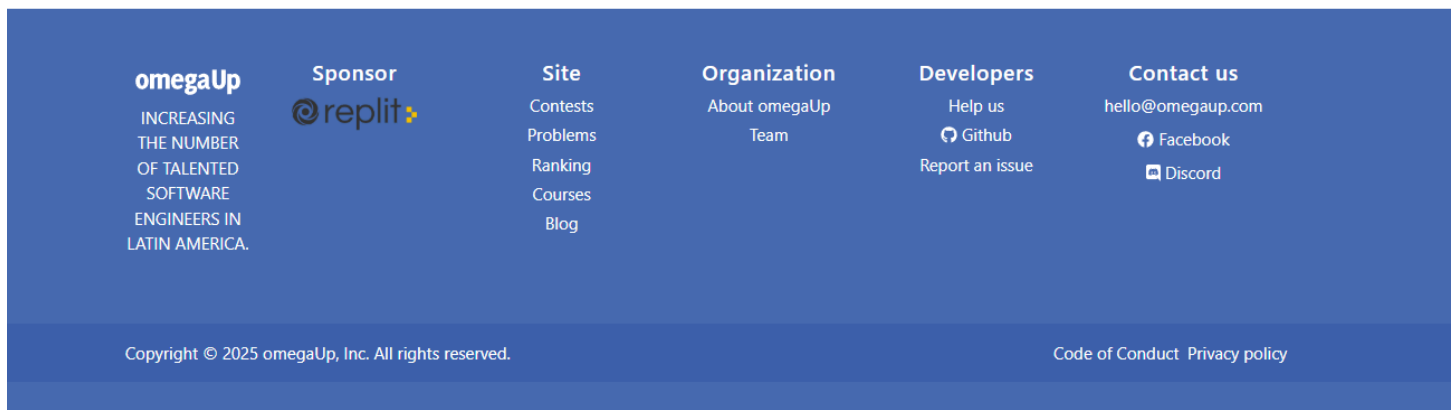 omegaUp
INCREASING
THE NUMBER
OF TALENTED
SOFTWARE
ENGINEERS IN
LATIN AMERICA.
Sponsor
replit
Site
Contests
Problems
Ranking
Courses
Blog
Organization
About omegaUp
Team
Developers
Help us
Github
Report an issue
Contact us
hello@omegaup.com
Facebook
Discord
Copyright © 2025 omegaUp, Inc. All rights reserved.
Code of Conduct Privacy policy